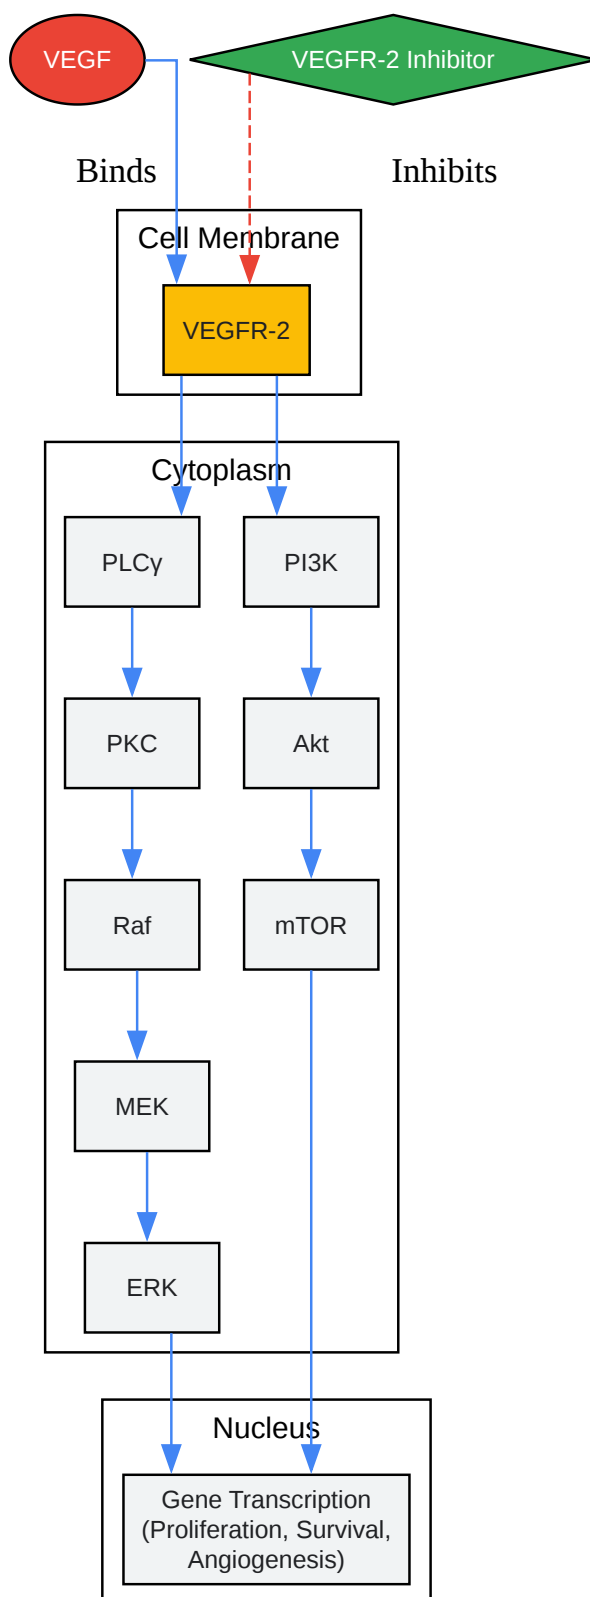 VEGF
VEGFR-2 Inhibitor
Binds
Inhibits
Cell Membrane
VEGFR-2
Cytoplasm
PLCγ
PI3K
PKC
Akt
Raf
mTOR
MEK
ERK
Nucleus
Gene Transcription
(Proliferation, Survival,
Angiogenesis)